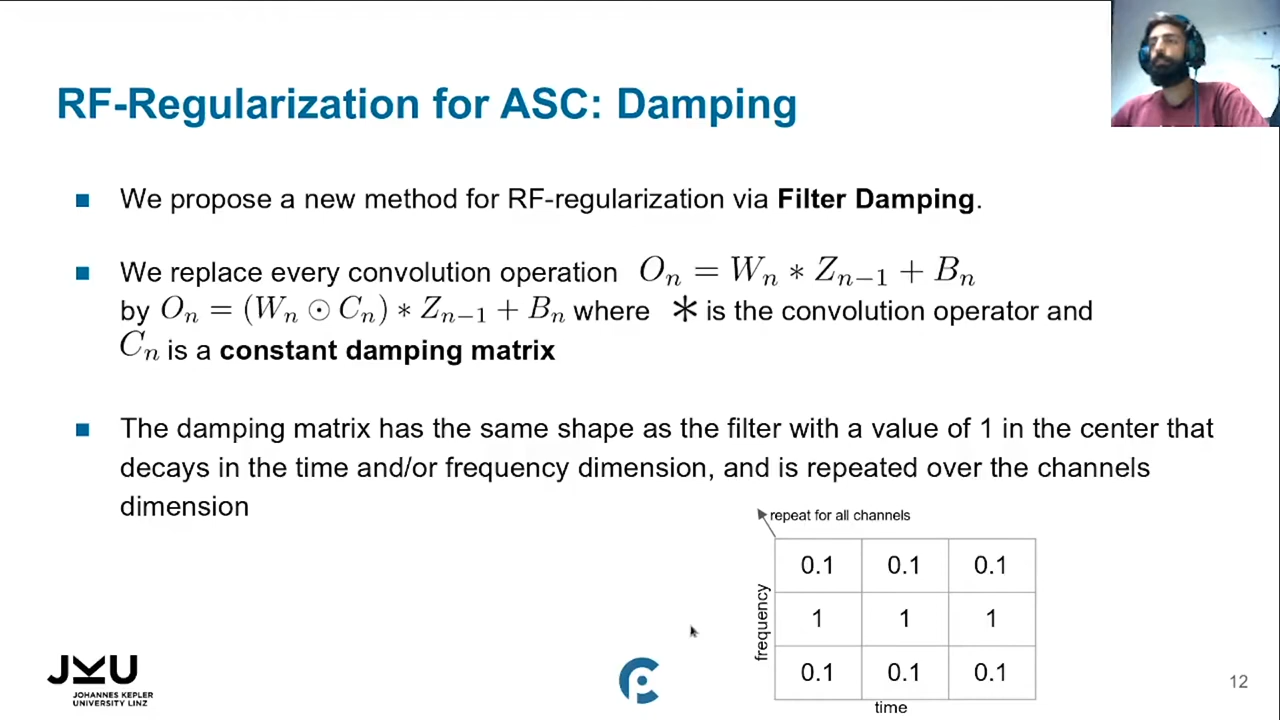 RF-Regularization for ASC: Damping
We propose a new method for RF-regularization via Filter Damping.
We replace every convolution operation O_n = W_n ∗ Z_{n−1} + B_n
by O_n = (W_n ⊙ C_n) ∗ Z_{n−1} + B_n where ∗ is the convolution operator and
C_n is a constant damping matrix
The damping matrix has the same shape as the filter with a value of 1 in the center that
decays in the time and/or frequency dimension, and is repeated over the channels
dimension
repeat for all channels
frequency
0.1 0.1 0.1
1 1 1
0.1 0.1 0.1
time
JKU
JOHANNES KEPLER
UNIVERSITY LINZ
12